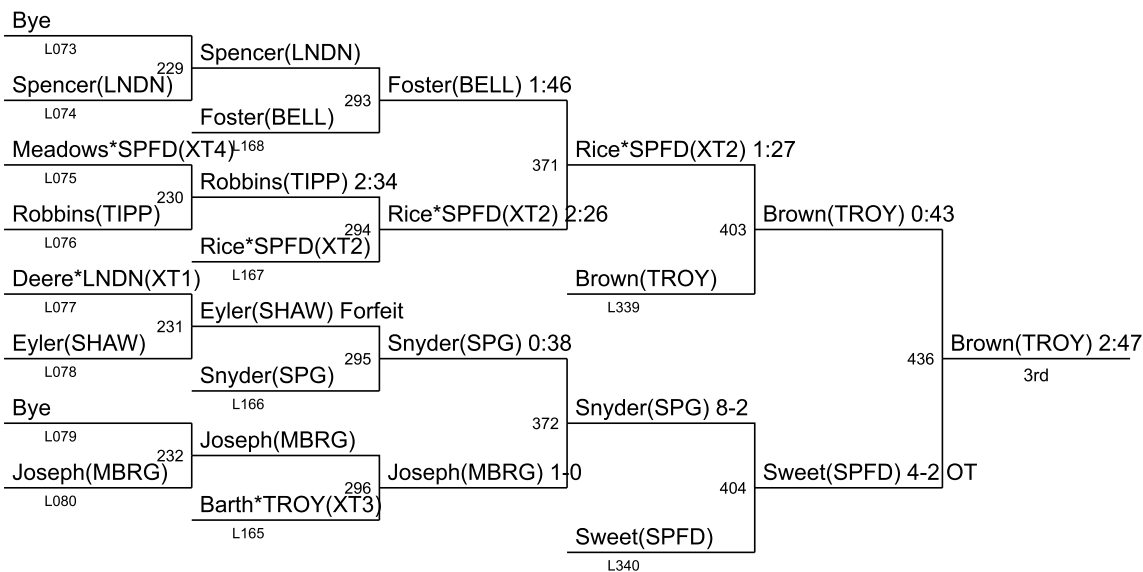 Bye
L073
229
Spencer(LNDN)
L074
Meadows*SPFD(XT4)
L075
230
Robbins(TIPP)
L076
Deere*LNDN(XT1)
L077
231
Eyler(SHAW)
L078
Bye
L079
232
Joseph(MBRG)
L080
Spencer(LNDN)
293
Foster(BELL)
L168
Robbins(TIPP) 2:34
294
Rice*SPFD(XT2)
L167
Eyler(SHAW) Forfeit
295
Snyder(SPG)
L166
Joseph(MBRG)
296
Barth*TROY(XT3)
L165
Foster(BELL) 1:46
371
Rice*SPFD(XT2) 2:26
Snyder(SPG) 0:38
372
Joseph(MBRG) 1-0
Rice*SPFD(XT2) 1:27
403
Brown(TROY)
L339
Snyder(SPG) 8-2
404
Sweet(SPFD)
L340
Brown(TROY) 0:43
436
Sweet(SPFD) 4-2 OT
Brown(TROY) 2:47
3rd